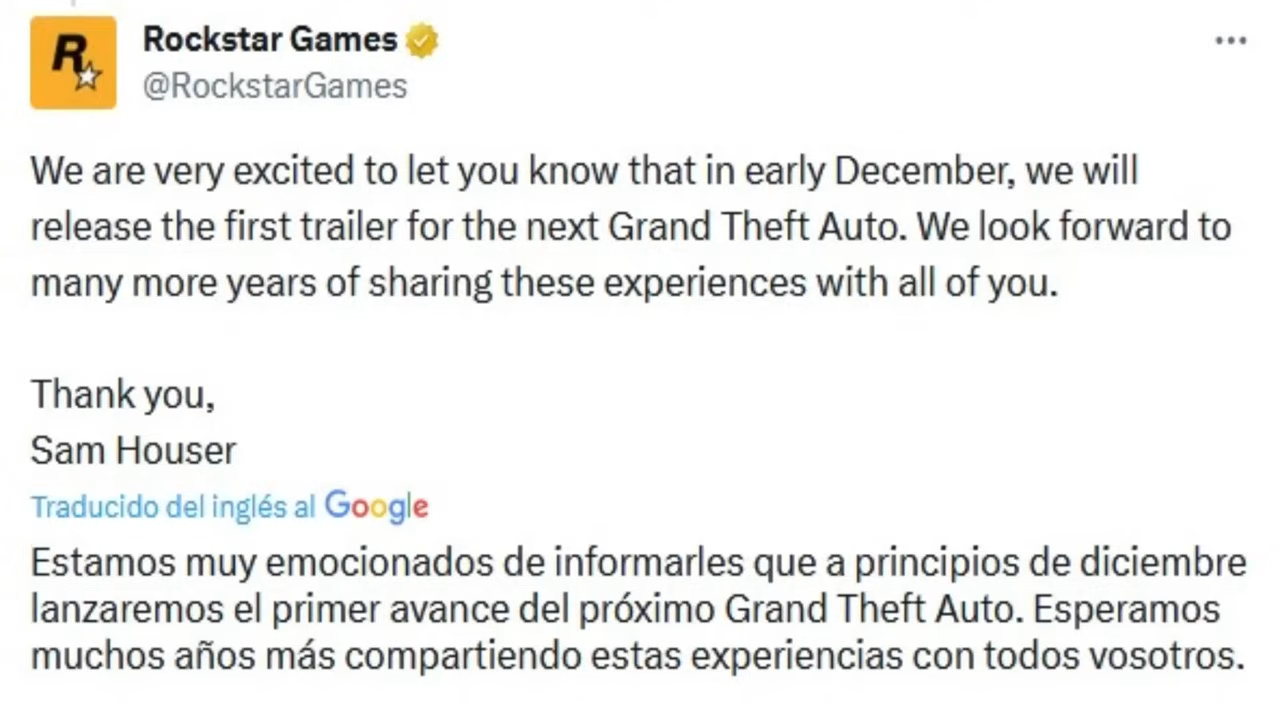 Rockstar Games
@RockstarGames
We are very excited to let you know that in early December, we will
release the first trailer for the next Grand Theft Auto. We look forward to
many more years of sharing these experiences with all of you.
Thank you,
Sam Houser
Traducido del inglés al Google
Estamos muy emocionados de informarles que a principios de diciembre
lanzaremos el primer avance del próximo Grand Theft Auto. Esperamos
muchos años más compartiendo estas experiencias con todos vosotros.